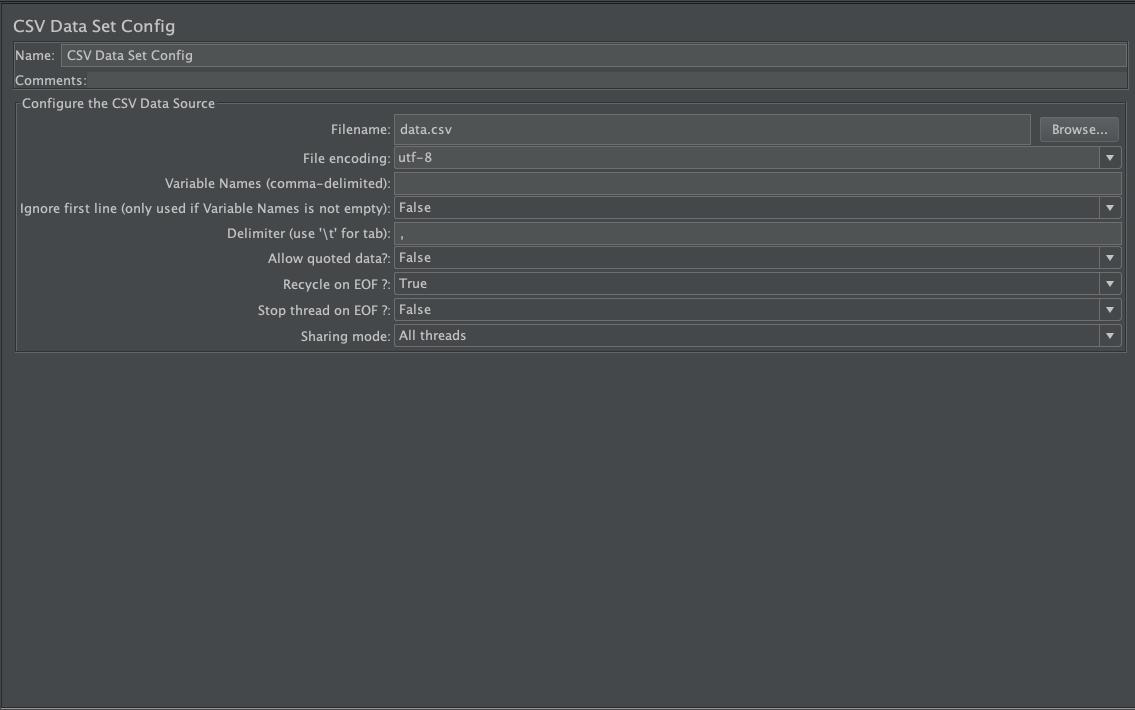 CSV Data Set Config
Name: CSV Data Set Config
Comments:
Configure the CSV Data Source
Filename: data.csv Browse...
File encoding: utf-8
Variable Names (comma-delimited):
Ignore first line (only used if Variable Names is not empty): False
Delimiter (use '\t' for tab): ,
Allow quoted data?: False
Recycle on EOF ?: True
Stop thread on EOF ?: False
Sharing mode: All threads